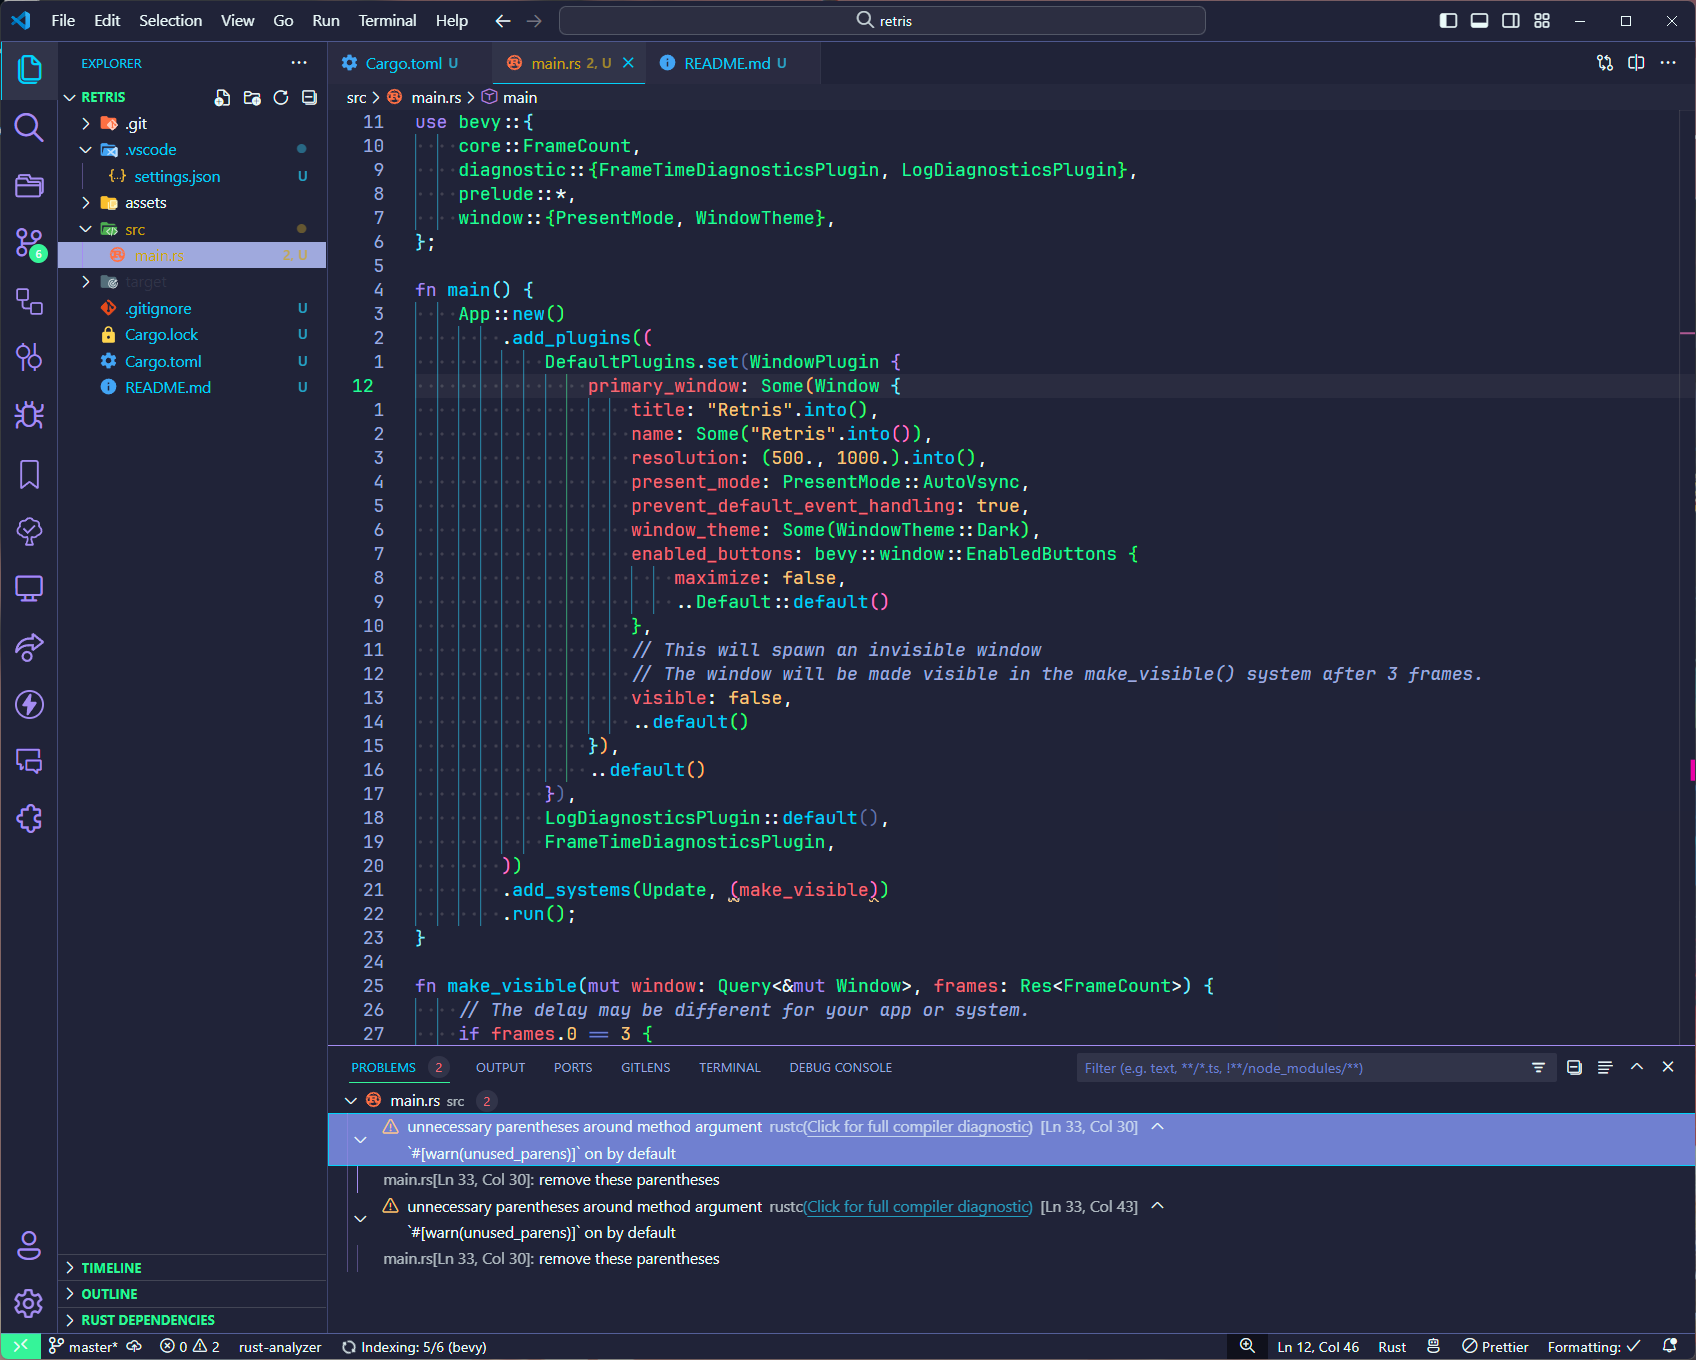 File Edit Selection View Go Run Terminal Help retris
EXPLORER
RETRIS
.git
.vscode
settings.json U
assets
src
main.rs 2, U
target
.gitignore U
Cargo.lock U
Cargo.toml U
README.md U
TIMELINE
OUTLINE
RUST DEPENDENCIES
6
Cargo.toml U main.rs 2, U README.md U
src > main.rs > main
11 use bevy::{
10 core::FrameCount,
9 diagnostic::{FrameTimeDiagnosticsPlugin, LogDiagnosticsPlugin},
8 prelude::*,
7 window::{PresentMode, WindowTheme},
6 };
5
4 fn main() {
3 App::new()
2 .add_plugins((
1 DefaultPlugins.set(WindowPlugin {
12 primary_window: Some(Window {
1 title: "Retris".into(),
2 name: Some("Retris".into()),
3 resolution: (500., 1000.).into(),
4 present_mode: PresentMode::AutoVsync,
5 prevent_default_event_handling: true,
6 window_theme: Some(WindowTheme::Dark),
7 enabled_buttons: bevy::window::EnabledButtons {
8 maximize: false,
9 ..Default::default()
10 },
11 // This will spawn an invisible window
12 // The window will be made visible in the make_visible() system after 3 frames.
13 visible: false,
14 ..default()
15 }),
16 ..default()
17 }),
18 LogDiagnosticsPlugin::default(),
19 FrameTimeDiagnosticsPlugin,
20 ))
21 .add_systems(Update, (make_visible))
22 .run();
23 }
24
25 fn make_visible(mut window: Query<&mut Window>, frames: Res<FrameCount>) {
26 // The delay may be different for your app or system.
27 if frames.0 == 3 {
PROBLEMS 2 OUTPUT PORTS GITLENS TERMINAL DEBUG CONSOLE Filter (e.g. text, **/*.ts, !**/node_modules/**)
main.rs src 2
unnecessary parentheses around method argument rustc(Click for full compiler diagnostic) [Ln 33, Col 30]
`#[warn(unused_parens)]` on by default
main.rs[Ln 33, Col 30]: remove these parentheses
unnecessary parentheses around method argument rustc(Click for full compiler diagnostic) [Ln 33, Col 43]
`#[warn(unused_parens)]` on by default
main.rs[Ln 33, Col 30]: remove these parentheses
master* 0 2 rust-analyzer Indexing: 5/6 (bevy) Ln 12, Col 46 Rust Prettier Formatting: